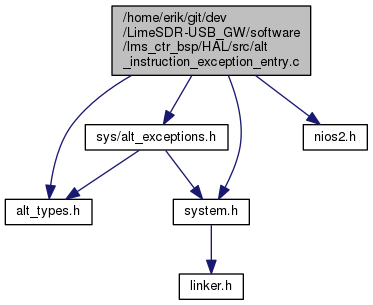 /home/erik/git/dev
/LimeSDR-USB_GW/software
/lms_ctr_bsp/HAL/src/alt
_instruction_exception_entry.c
sys/alt_exceptions.h
nios2.h
alt_types.h
system.h
linker.h